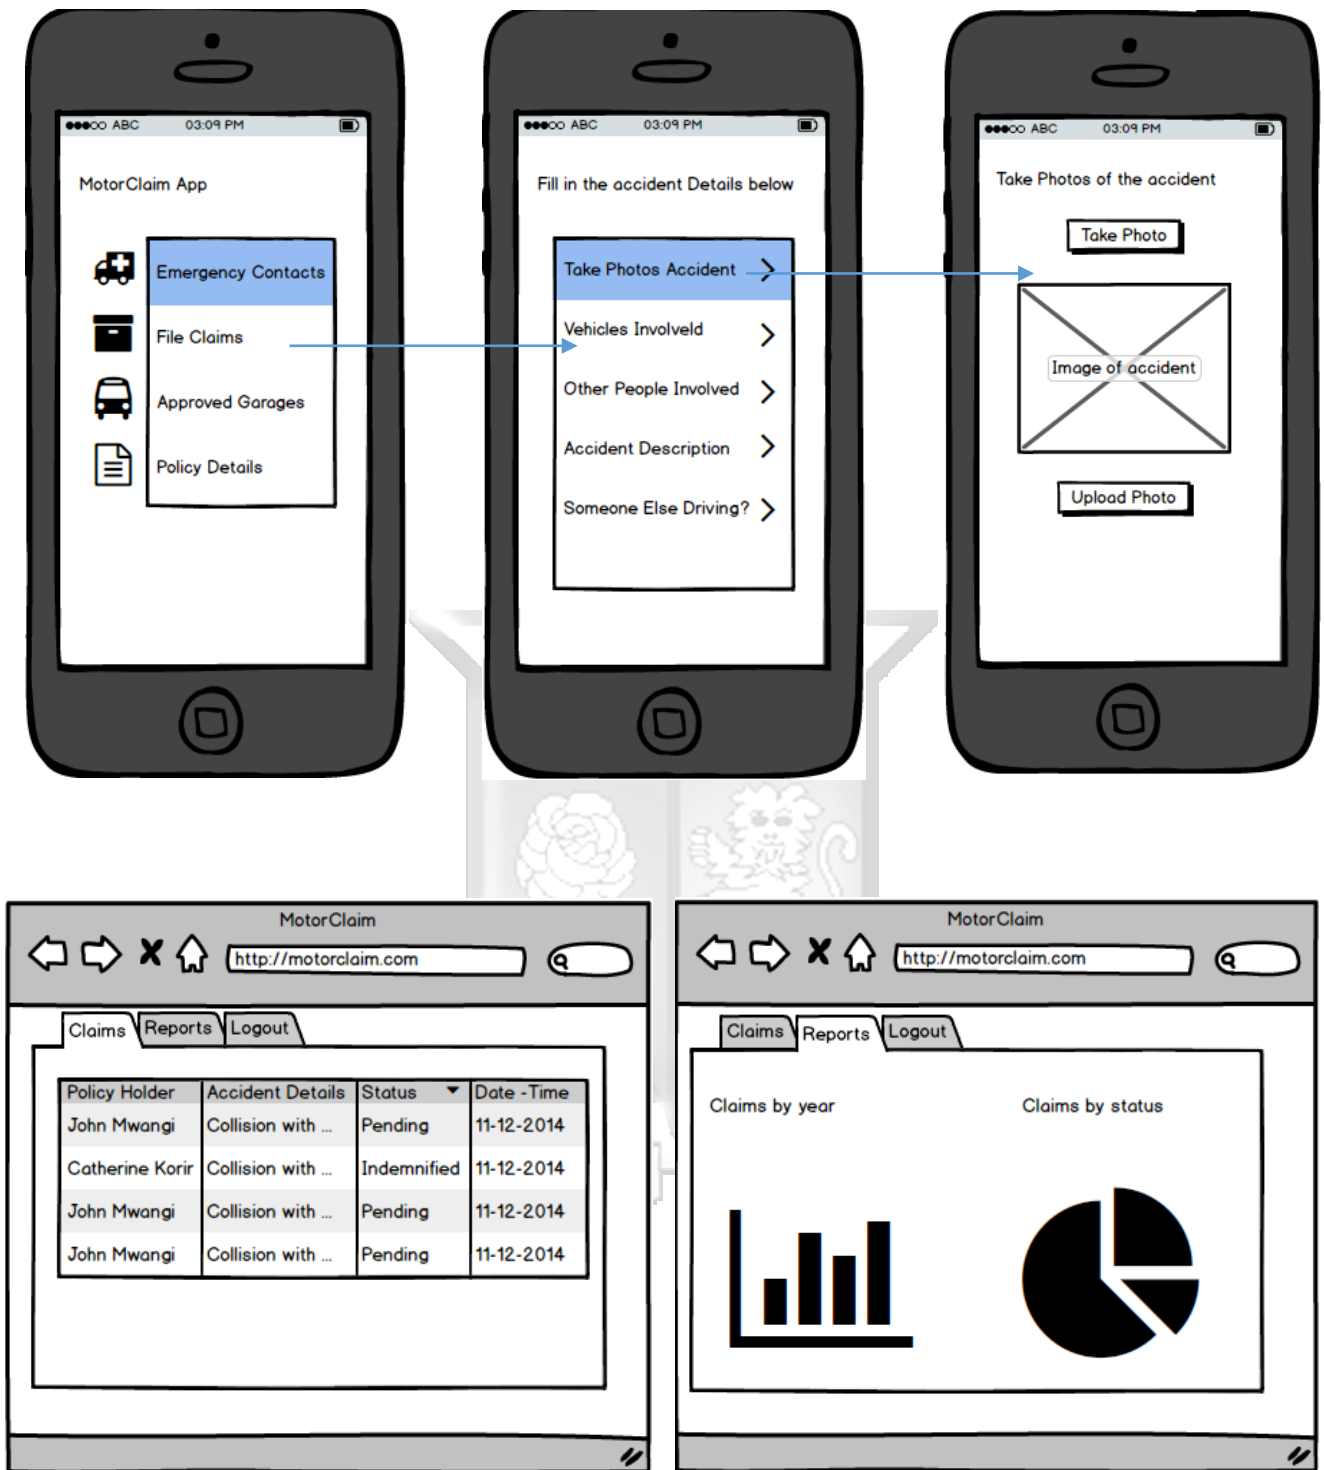 ABC 03:09 PM
MotorClaim App
Emergency Contacts
File Claims
Approved Garages
Policy Details
ABC 03:09 PM
Fill in the accident Details below
Take Photos Accident
Vehicles Involveld
Other People Involved
Accident Description
Someone Else Driving?
ABC 03:09 PM
Take Photos of the accident
Take Photo
Image of accident
Upload Photo
MotorClaim
http://motorclaim.com
Claims Reports Logout
Policy Holder Accident Details Status Date -Time
John Mwangi Collision with ... Pending 11-12-2014
Catherine Korir Collision with ... Indemnified 11-12-2014
John Mwangi Collision with ... Pending 11-12-2014
John Mwangi Collision with ... Pending 11-12-2014
MotorClaim
http://motorclaim.com
Claims Reports Logout
Claims by year Claims by status